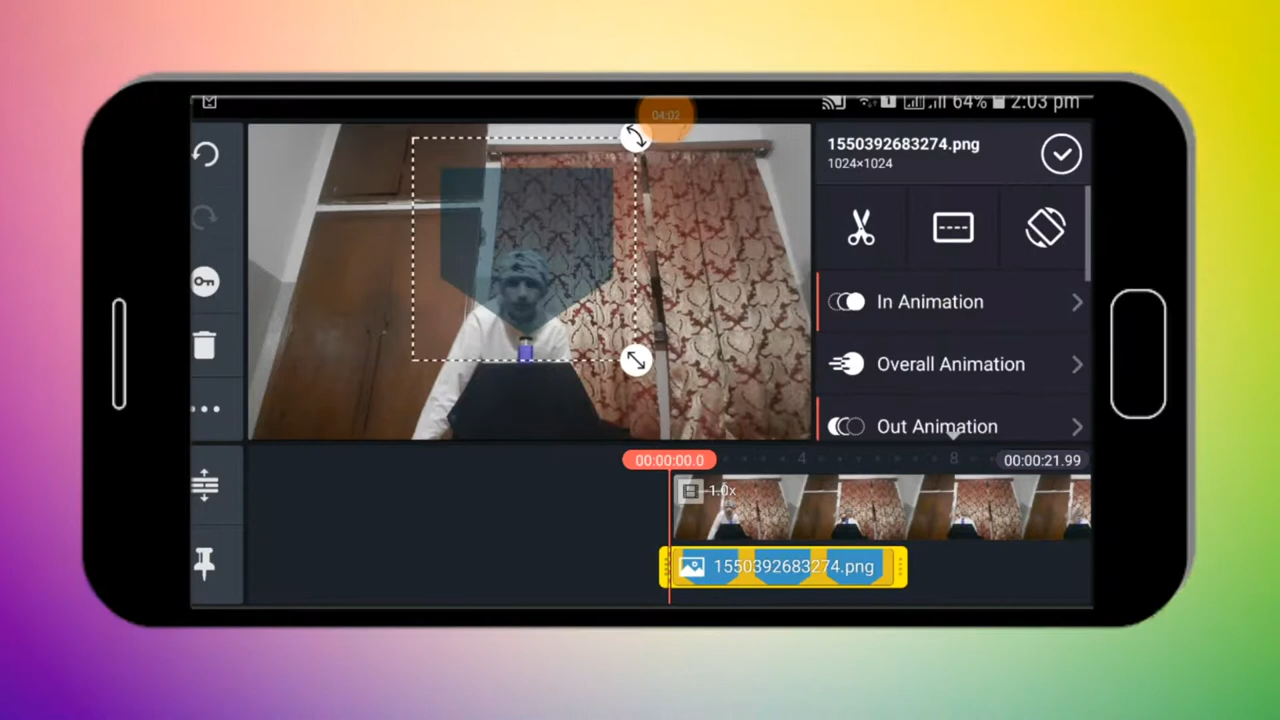 64% 2:03 pm
04:02
1550392683274.png
1024×1024
In Animation
Overall Animation
Out Animation
00:00:00.0
4
8
00:00:21.99
1.0x
1550392683274.png